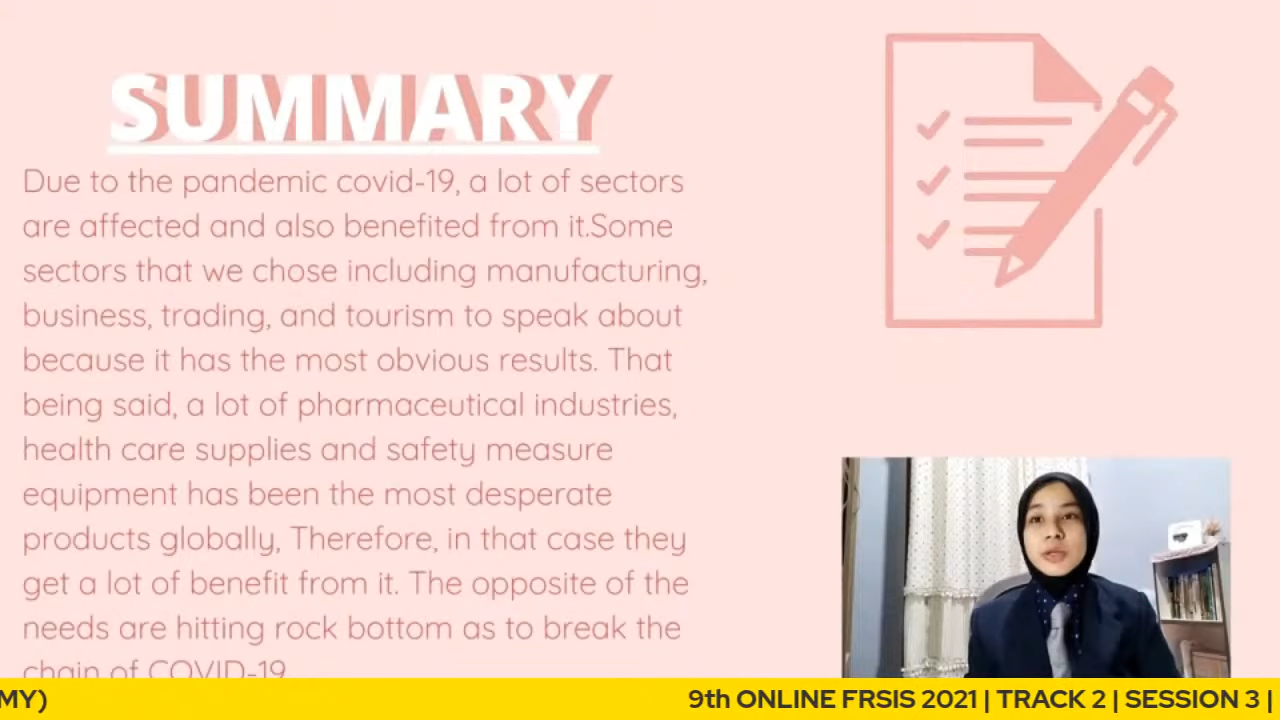 SUMMARY
Due to the pandemic covid-19, a lot of sectors
are affected and also benefited from it.Some
sectors that we chose including manufacturing,
business, trading, and tourism to speak about
because it has the most obvious results. That
being said, a lot of pharmaceutical industries,
health care supplies and safety measure
equipment has been the most desperate
products globally, Therefore, in that case they
get a lot of benefit from it. The opposite of the
needs are hitting rock bottom as to break the
chain of COVID-19
MY) 9th ONLINE FRSIS 2021 | TRACK 2 | SESSION 3 |